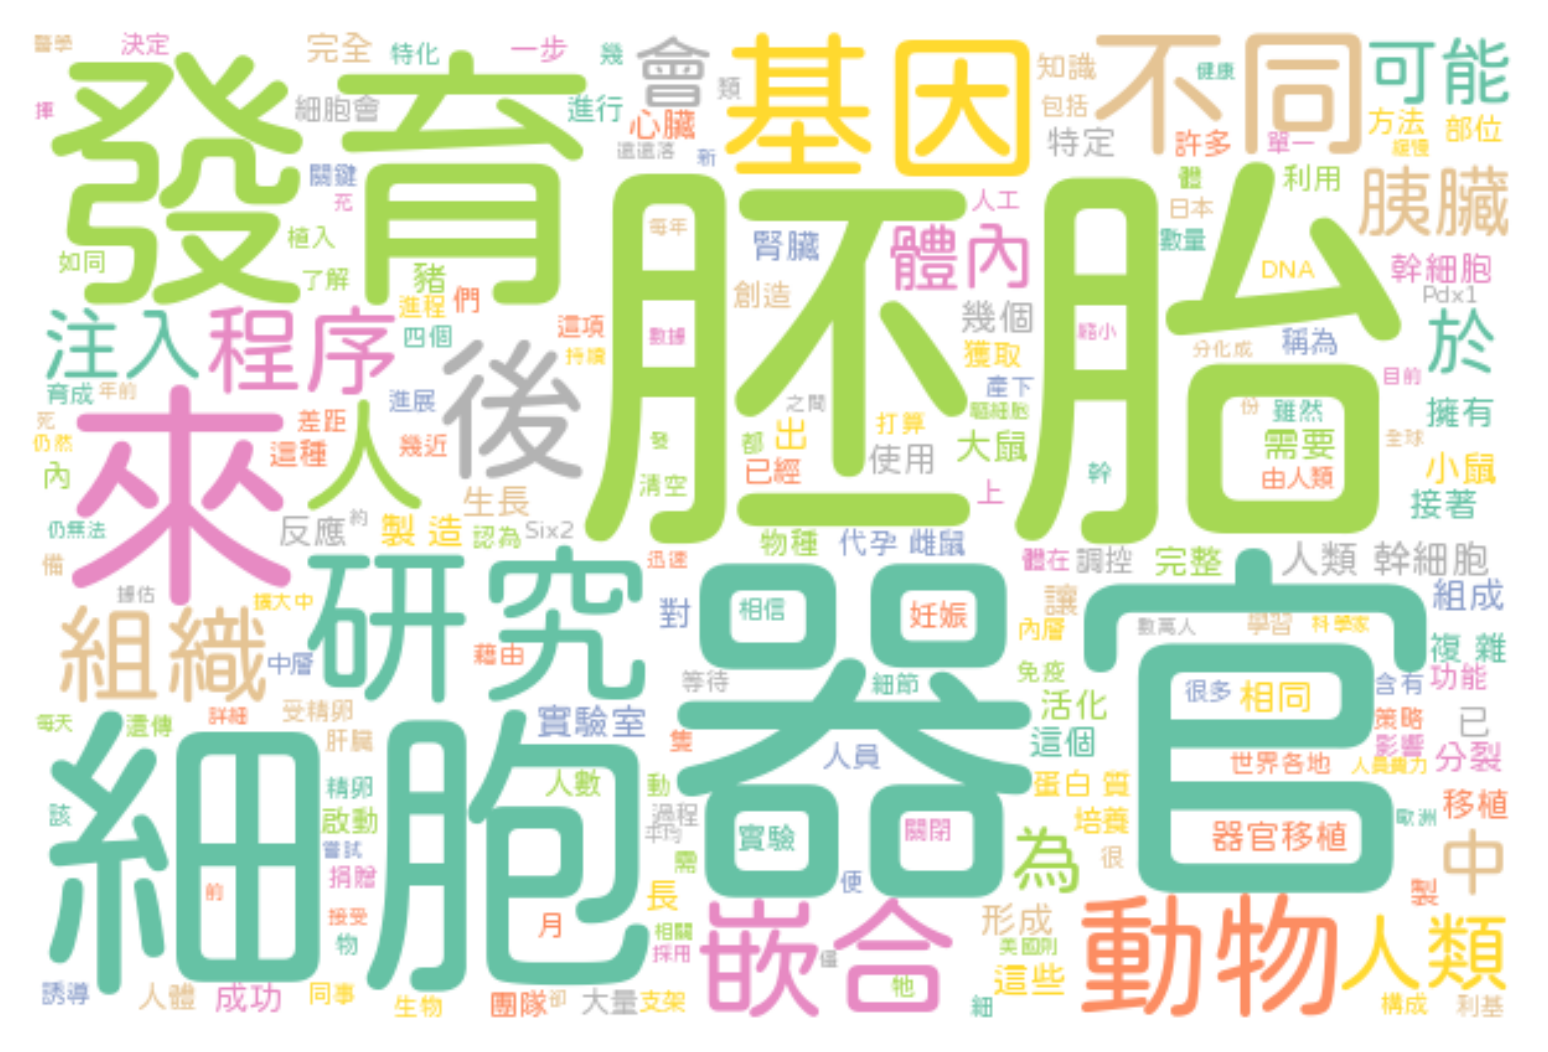 醫學 決定 完全 特化 一步 幾 會 基因 不同 可能
揮 發育 細胞會 進行 心臟 類 知識 健康 包括 方法 部位
遠遠落 新 特定 許多 單一 緩慢
關鍵 充 胚胎 每年 人工 體 利用 胰臟
如同 植入 了解 豬 腎臟 體內 日本 數量 DNA 幹細胞
進程 們 創造 Pdx1
注入 程序 四個 這項 數據 幾個 縮小 稱為 於
持續 獲取 分化成 目前
育成 年前 進展 後 產下 之間 驅細胞 份 雖然 擁有
死 來 差距 人 發 都 出 打算 大鼠 需要 全球
仍然 這種 幾近 已經 使用 幹 由人類 小鼠
內 生長 清空 上 接著
仍無法 反應 約 製造 認為 Six2 物種 代孕 雌鼠
備 迅速 體在 調控 完整 人類 幹細胞
據估 擴大中 研究 器官 組成
組織 對 相信 妊娠 讓 內層 數萬人 學習 科學家
中層 藉由 等待 細節 免疫 很多 相同 含有 複雜 功能
每天 遺傳 詳細 受精卵 實驗室 活化 策略 已
細胞 肝臟 隻 人員 這個 世界各地 影響 分裂
人員竭力
精卵 人數 動 蛋白質 移植
該 啟動 過程 平均 實驗 關閉 培養 器官移植 歐洲
嘗試 需 為 很 中
前 捐贈 長 便 製
接受 月 相關 嵌合 形成 動物 人類
物 採用 僅 美國剛
誘導 人體 成功 同事 生物 團隊 卻 大量 支架 牠 細 這些 構成 利基